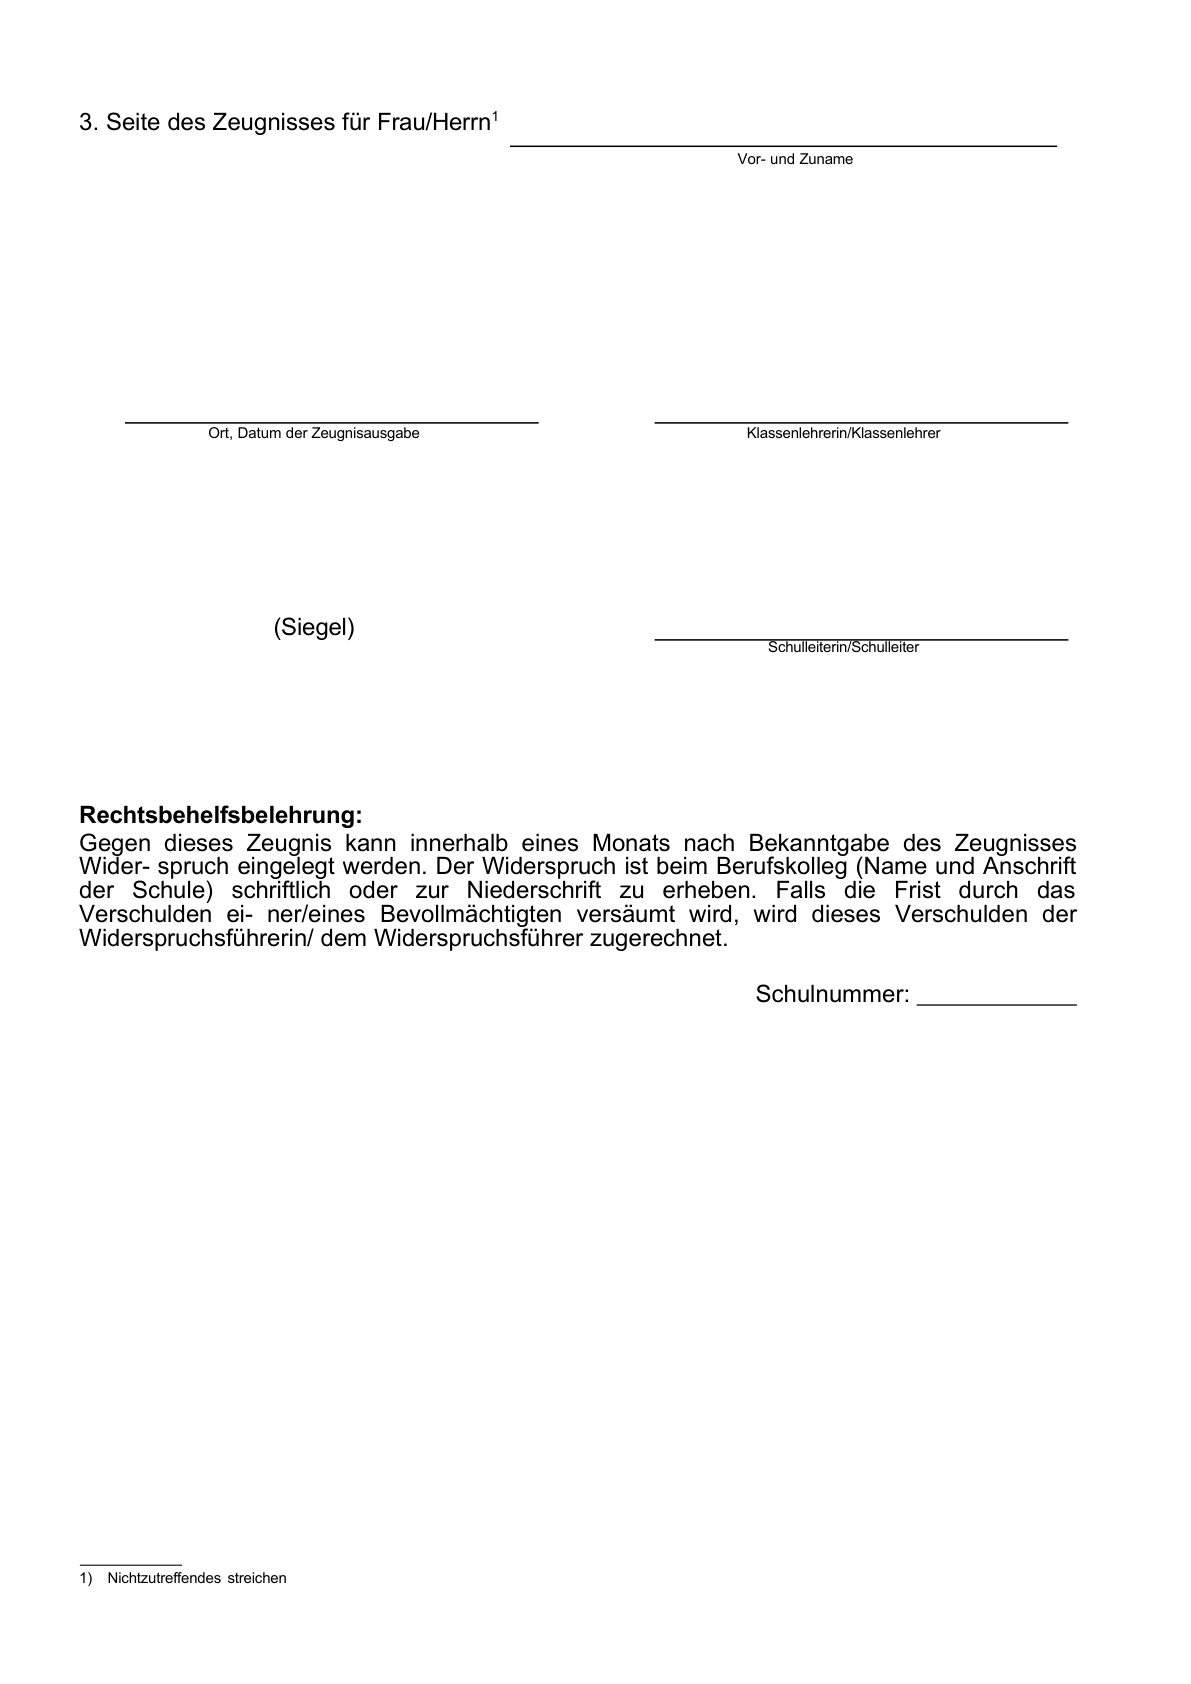 3. Seite des Zeugnisses für Frau/Herrn¹
Vor- und Zuname
Ort, Datum der Zeugnisausgabe
Klassenlehrerin/Klassenlehrer
(Siegel)
Schulleiterin/Schulleiter
Rechtsbehelfsbelehrung:
Gegen dieses Zeugnis kann innerhalb eines Monats nach Bekanntgabe des Zeugnisses
Wider- spruch eingelegt werden. Der Widerspruch ist beim Berufskolleg (Name und Anschrift
der Schule) schriftlich oder zur Niederschrift zu erheben. Falls die Frist durch das
Verschulden ei- ner/eines Bevollmächtigten versäumt wird, wird dieses Verschulden der
Widerspruchsführerin/ dem Widerspruchsführer zugerechnet.
Schulnummer: ____________
1) Nichtzutreffendes streichen